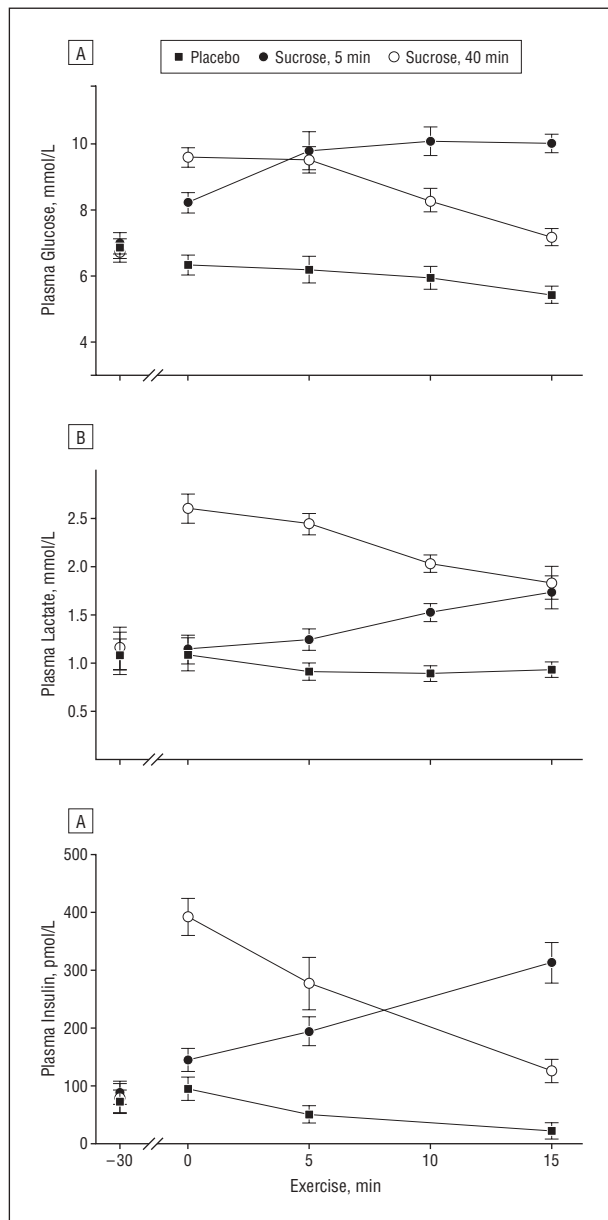 A
Placebo Sucrose, 5 min Sucrose, 40 min
Plasma Glucose, mmol/L
10
8
6
4
B
Plasma Lactate, mmol/L
2.5
2.0
1.5
1.0
0.5
A
Plasma Insulin, pmol/L
500
400
300
200
100
0
−30 0 5 10 15
Exercise, min